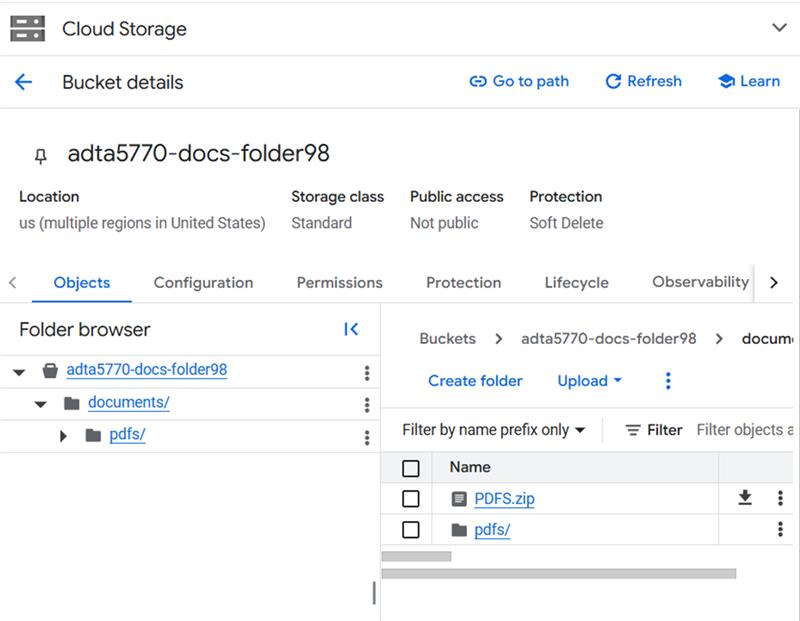 Cloud Storage
Bucket details
Go to path
Refresh
Learn
adta5770-docs-folder98
Location
Storage class
Public access
Protection
us (multiple regions in United States)
Standard
Not public
Soft Delete
Objects
Configuration
Permissions
Protection
Lifecycle
Observability
Folder browser
adta5770-docs-folder98
documents/
pdfs/
Buckets
adta5770-docs-folder98
docume
Create folder
Upload
Filter by name prefix only
Filter
Filter objects a
Name
PDFS.zip
pdfs/